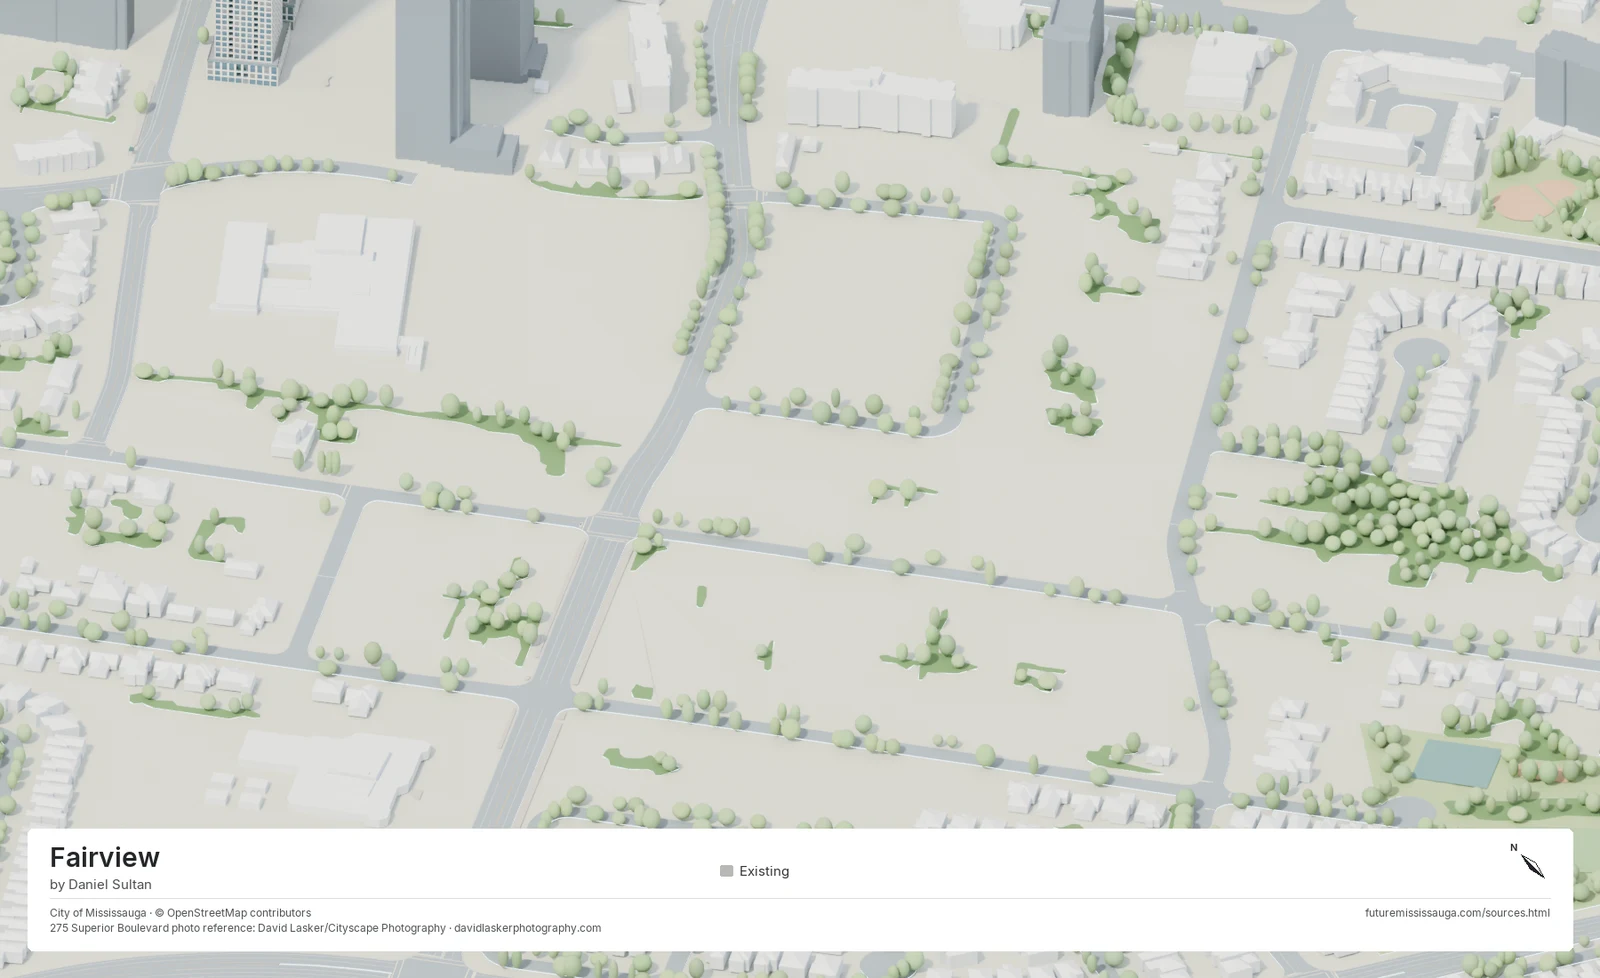 Fairview
by Daniel Sultan
Existing
N
City of Mississauga · © OpenStreetMap contributors
futuremississauga.com/sources.html
275 Superior Boulevard photo reference: David Lasker/Cityscape Photography · davidlaskerphotography.com